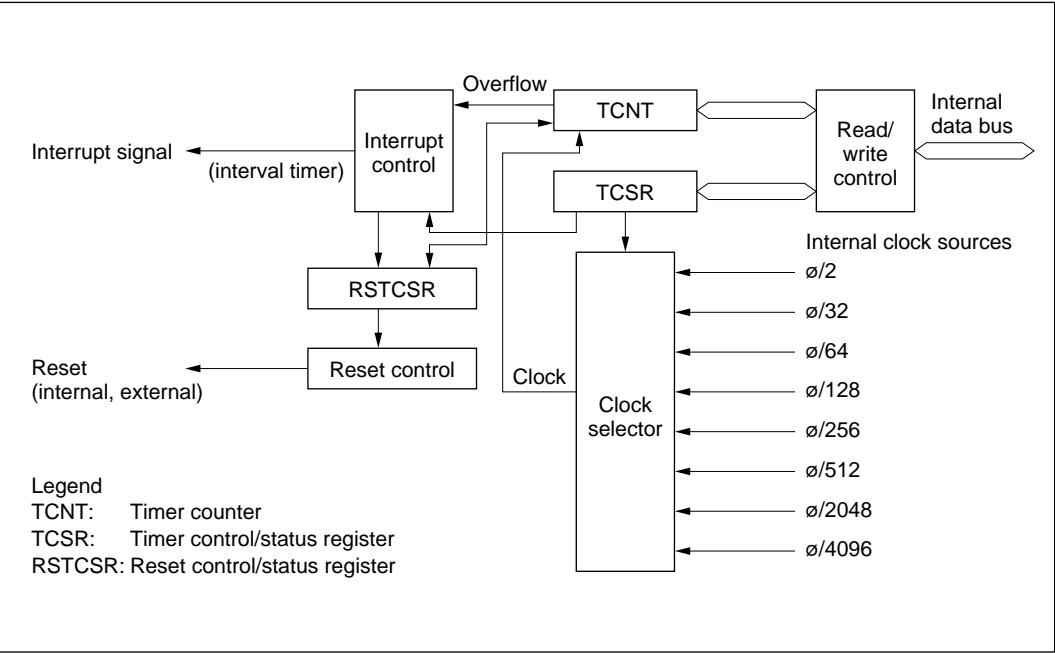 Overflow
TCNT
Interrupt
control
Read/
write
control
Internal
data bus
Interrupt signal
(interval timer)
TCSR
Internal clock sources
ø/2
ø/32
ø/64
ø/128
ø/256
ø/512
ø/2048
ø/4096
RSTCSR
Reset control
Reset
(internal, external)
Clock
Clock
selector
Legend
TCNT: Timer counter
TCSR: Timer control/status register
RSTCSR: Reset control/status register